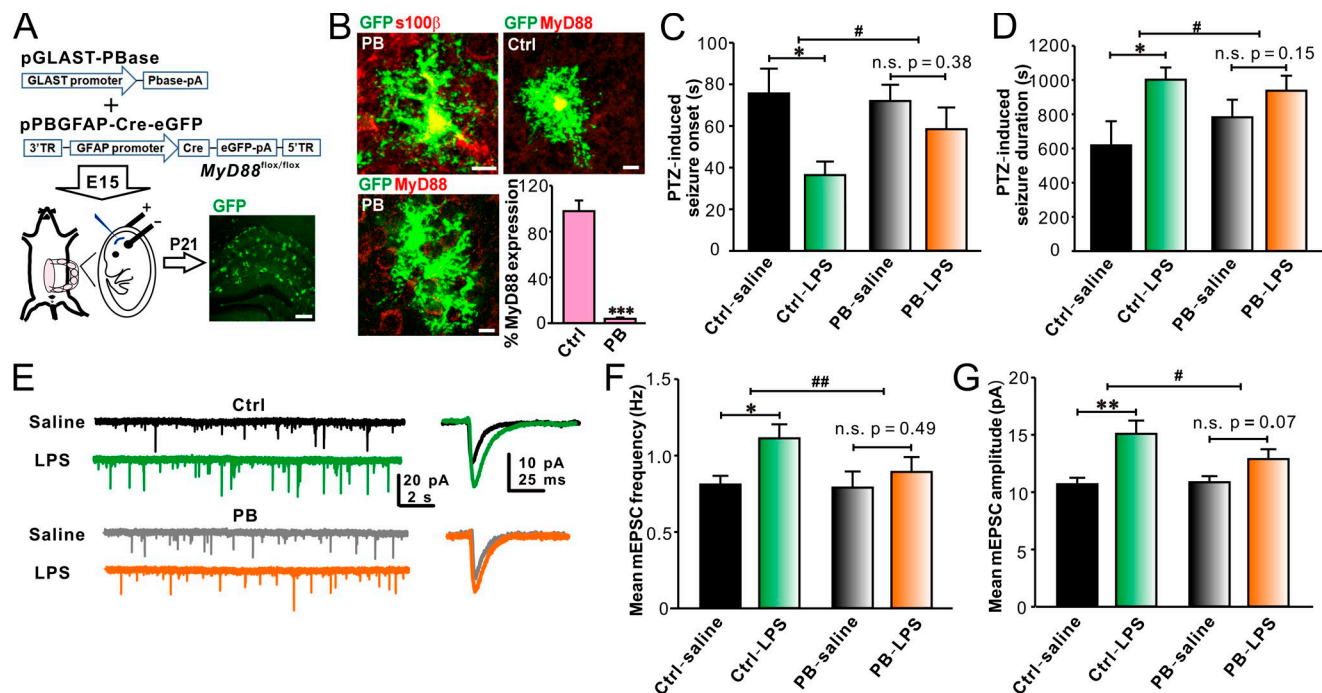 A
pGLAST-PBase
GLAST promoter
Pbase-pA
+
pPBGFAP-Cre-eGFP
3'TR
GFAP promoter
Cre
eGFP-pA
5'TR
MyD88flox/flox
E15
+
–
P21
GFP
B
GFP s100β
PB
GFP MyD88
Ctrl
GFP MyD88
PB
% MyD88 expression
120
80
40
0
***
Ctrl
PB
C
PTZ-induced
seizure onset (s)
100
80
60
40
20
0
#
*
n.s. p = 0.38
Ctrl-saline
Ctrl-LPS
PB-saline
PB-LPS
D
PTZ-induced
seizure duration (s)
1200
1000
800
600
400
200
0
#
*
n.s. p = 0.15
Ctrl-saline
Ctrl-LPS
PB-saline
PB-LPS
E
Ctrl
Saline
LPS
20 pA
2 s
10 pA
25 ms
PB
Saline
LPS
F
Mean mEPSC frequency (Hz)
1.5
1.0
0.5
0
##
*
n.s. p = 0.49
Ctrl-saline
Ctrl-LPS
PB-saline
PB-LPS
G
Mean mEPSC amplitude (pA)
20
15
10
5
0
#
**
n.s. p = 0.07
Ctrl-saline
Ctrl-LPS
PB-saline
PB-LPS